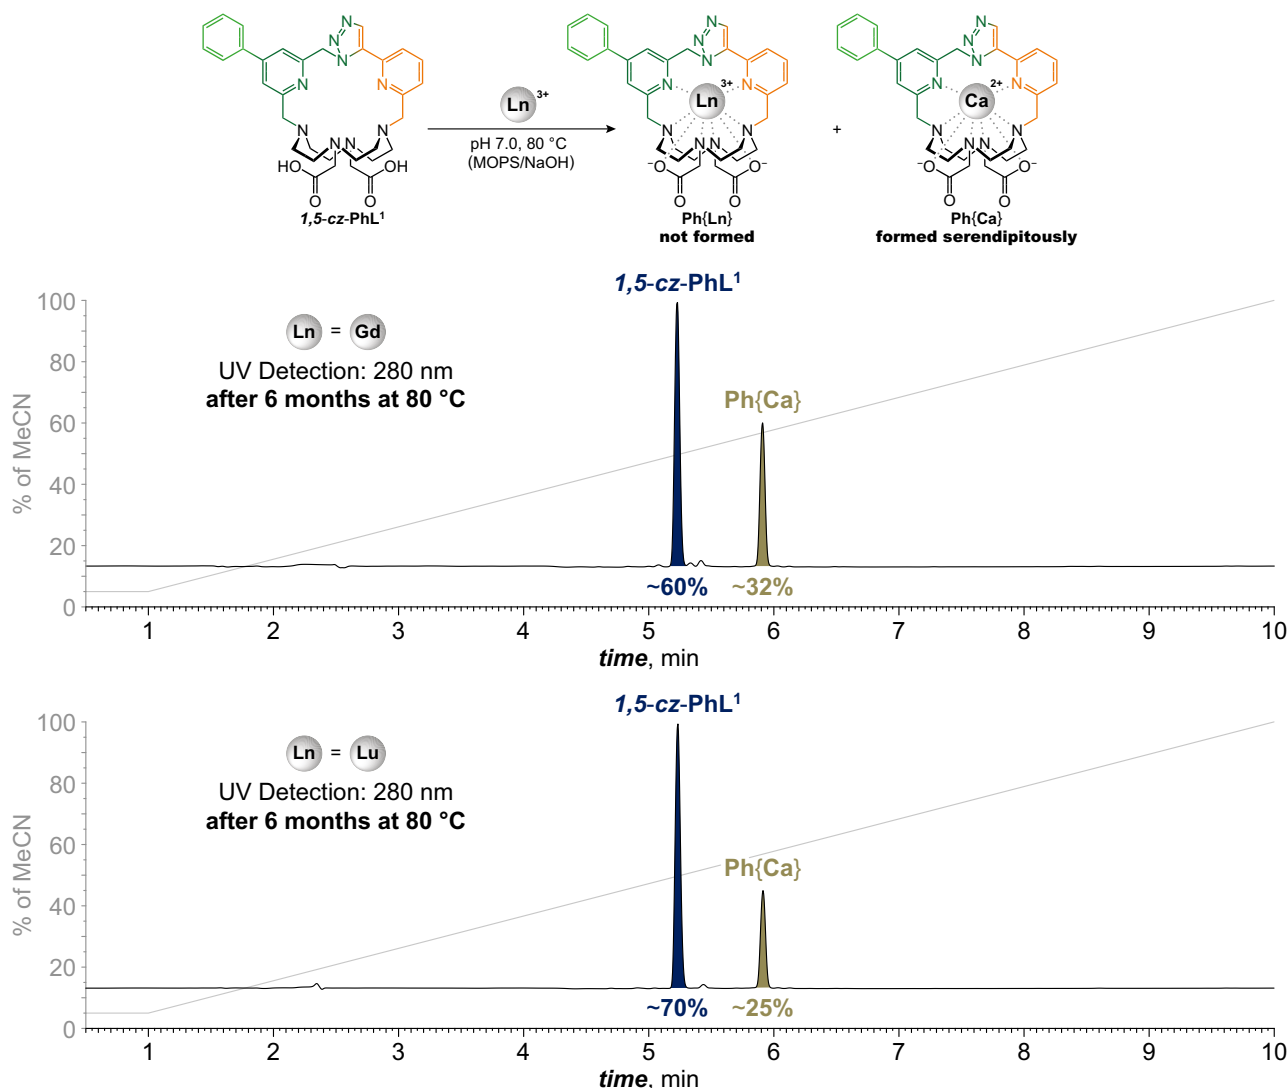 N
N
N
N
N
N
N
N
N
HO
OH
O
O
1,5-cz-PhL¹
Ln 3+
pH 7.0, 80 °C
(MOPS/NaOH)
N
N
N
N
N
Ln 3+
N
N
N
N
⁻O
O⁻
O
O
Ph{Ln}
not formed
+
N
N
N
N
N
Ca 2+
N
N
N
N
⁻O
O⁻
O
O
Ph{Ca}
formed serendipitously
1,5-cz-PhL¹
Ln = Gd
UV Detection: 280 nm
after 6 months at 80 °C
Ph{Ca}
% of MeCN
100
80
60
40
20
0
~60% ~32%
1 2 3 4 5 6 7 8 9 10
time, min
1,5-cz-PhL¹
Ln = Lu
UV Detection: 280 nm
after 6 months at 80 °C
Ph{Ca}
% of MeCN
100
80
60
40
20
0
~70% ~25%
1 2 3 4 5 6 7 8 9 10
time, min